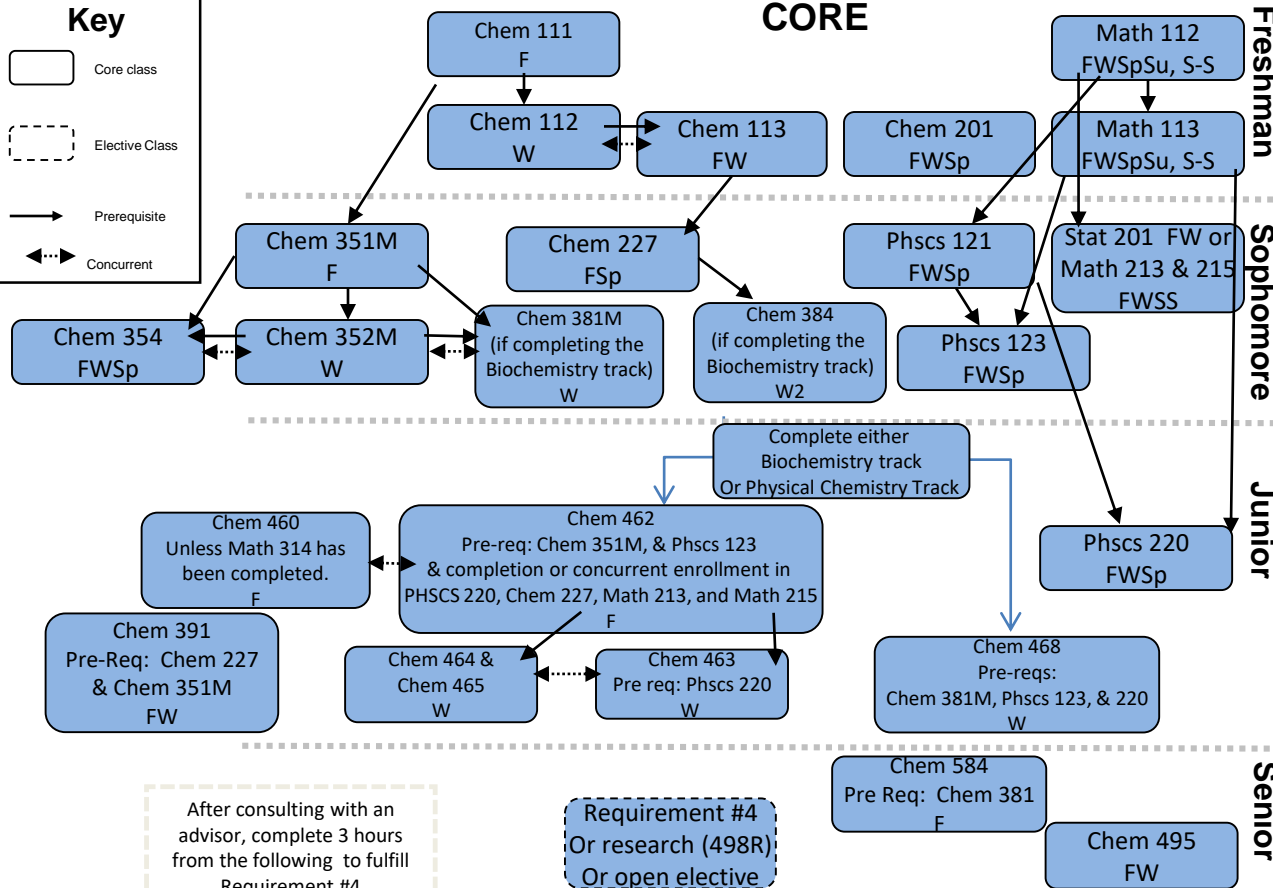 Key
Core class
Elective Class
Prerequisite
Concurrent
CORE
Freshman
Chem 111
F
Math 112
FWSpSu, S-S
Chem 112
W
Chem 113
FW
Chem 201
FWSp
Math 113
FWSpSu, S-S
Sophomore
Chem 351M
F
Chem 227
FSp
Phscs 121
FWSp
Stat 201 FW or
Math 213 & 215
FWSS
Chem 354
FWSp
Chem 352M
W
Chem 381M
(if completing the
Biochemistry track)
W
Chem 384
(if completing the
Biochemistry track)
W2
Phscs 123
FWSp
Junior
Complete either
Biochemistry track
Or Physical Chemistry Track
Chem 460
Unless Math 314 has
been completed.
F
Chem 462
Pre-req: Chem 351M, & Phscs 123
& completion or concurrent enrollment in
PHSCS 220, Chem 227, Math 213, and Math 215
F
Phscs 220
FWSp
Chem 391
Pre-Req: Chem 227
& Chem 351M
FW
Chem 464 &
Chem 465
W
Chem 463
Pre req: Phscs 220
W
Chem 468
Pre-reqs:
Chem 381M, Phscs 123, & 220
W
Senior
Chem 584
Pre Req: Chem 381
F
Chem 495
FW
After consulting with an
advisor, complete 3 hours
from the following to fulfill
Requirement #4
Requirement #4
Or research (498R)
Or open elective